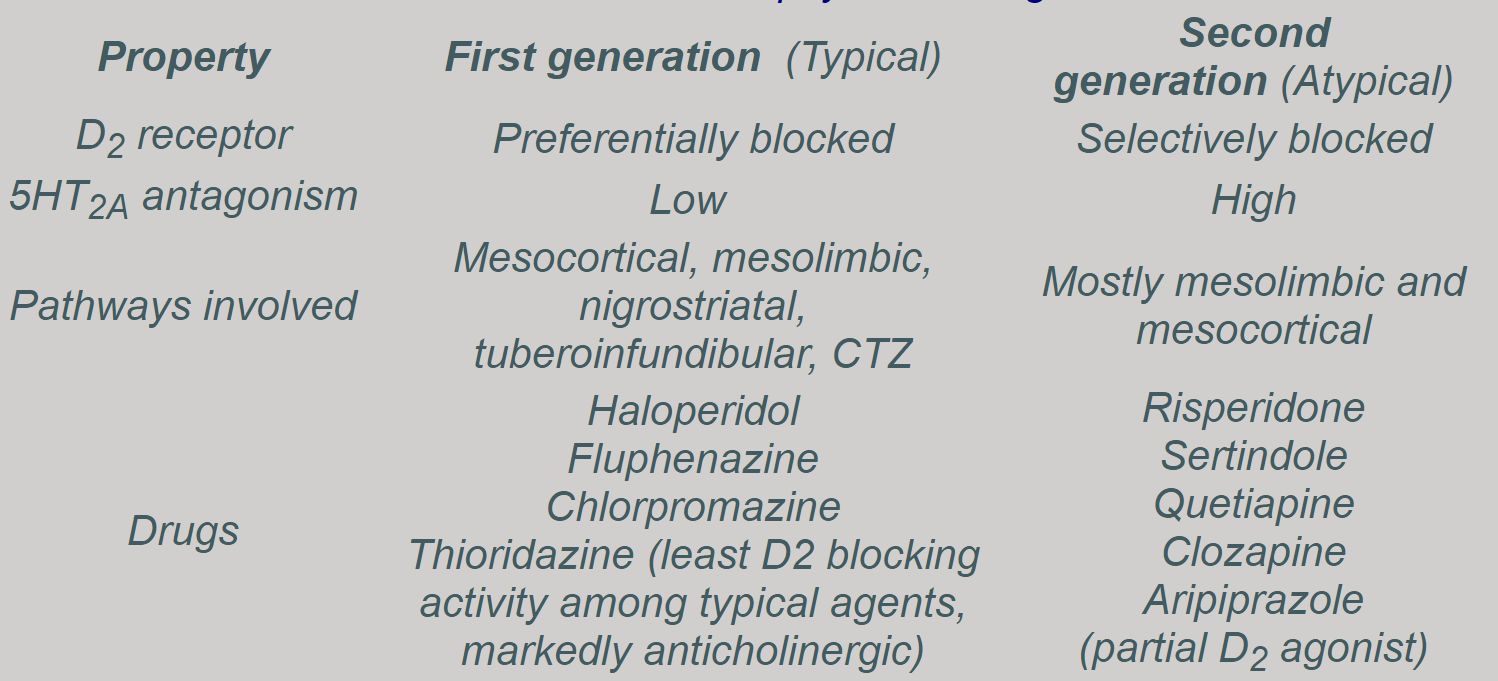 Property First generation (Typical) Second generation (Atypical)
D2 receptor Preferentially blocked Selectively blocked
5HT2A antagonism Low High
Pathways involved
Mesocortical, mesolimbic,
nigrostriatal,
tuberoinfundibular, CTZ
Mostly mesolimbic and
mesocortical
Drugs
Haloperidol
Fluphenazine
Chlorpromazine
Thioridazine (least D2 blocking
activity among typical agents,
markedly anticholinergic)
Risperidone
Sertindole
Quetiapine
Clozapine
Aripiprazole
(partial D2 agonist)